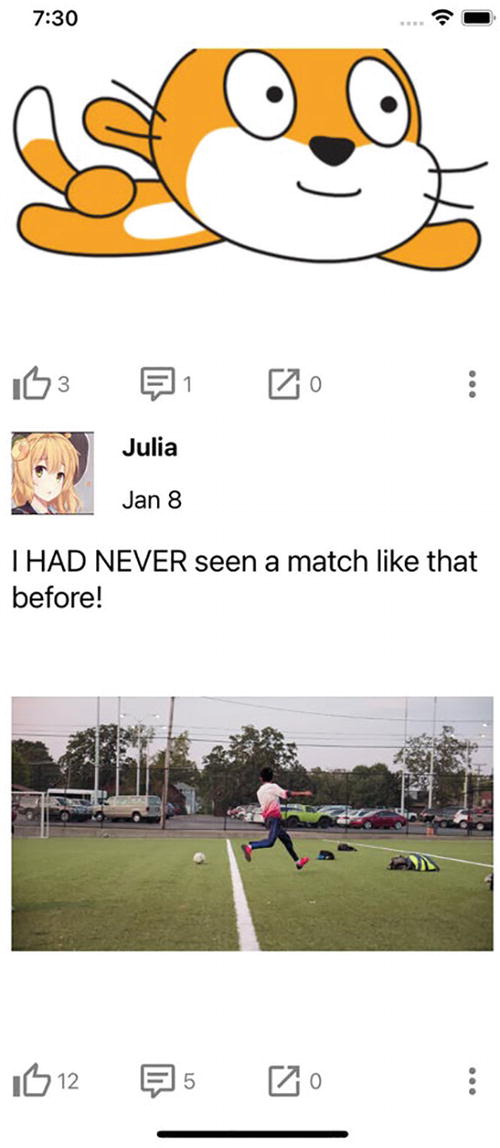 7:30
3 1 0
Julia
Jan 8
I HAD NEVER seen a match like that
before!
12 5 0